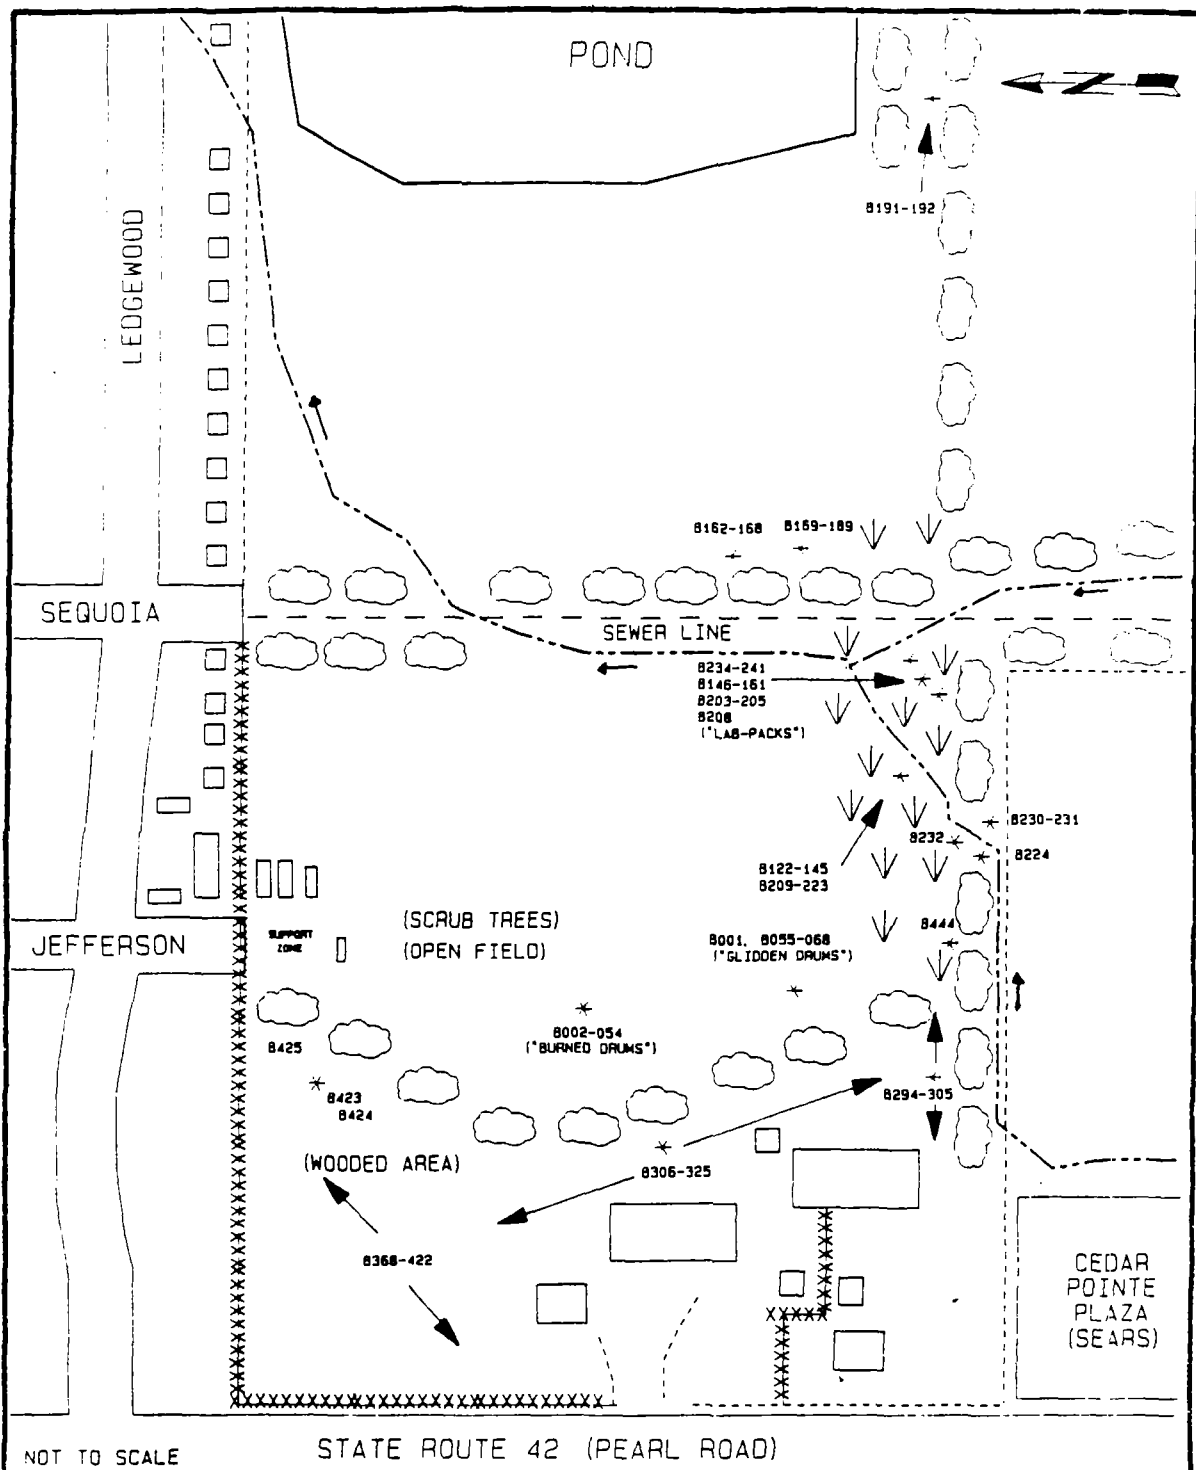 POND
N
8191-192
LEDGEWOOD
8162-168
8169-189
SEQUOIA
SEWER LINE
8234-241
8146-161
8203-205
8208
("LAB-PACKS")
8230-231
8232
8224
8122-145
8209-223
(SCRUB TREES)
(OPEN FIELD)
JEFFERSON
SUPPORT
ZONE
8444
8001, 8055-068
("GLIDDEN DRUMS")
8002-054
("BURNED DRUMS")
8425
8423
8424
8294-305
(WOODED AREA)
8306-325
8368-422
CEDAR
POINTE
PLAZA
(SEARS)
NOT TO SCALE
STATE ROUTE 42 (PEARL ROAD)